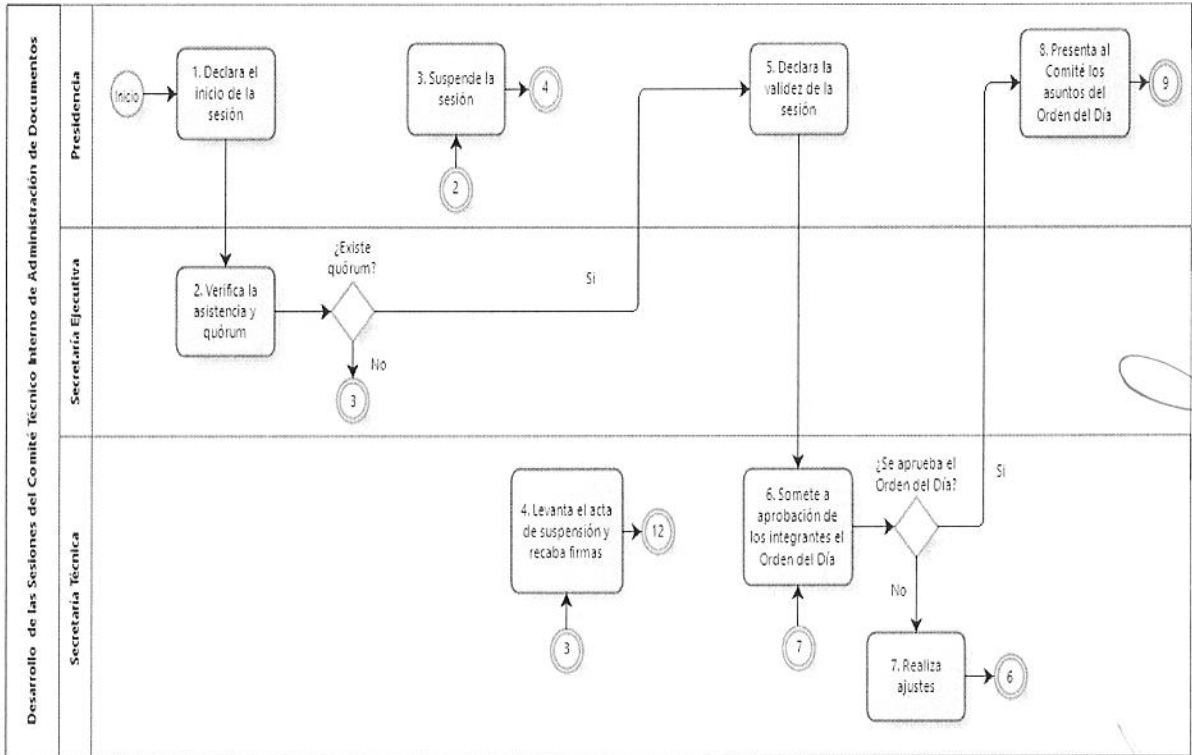 Desarrollo de las Sesiones del Comité Técnico Interno de Administración de Documentos
Presidencia
Inicio
1. Declara el
inicio de la
sesión
3. Suspende la
sesión
4
2
5. Declara la
validez de la
sesión
8. Presenta al
Comité los
asuntos del
Orden del Día
9
Secretaría Ejecutiva
2. Verifica la
asistencia y
quórum
¿Existe
quórum?
Si
No
3
Secretaría Técnica
4. Levanta el acta
de suspensión y
recaba firmas
12
3
6. Somete a
aprobación de
los integrantes el
Orden del Día
7
¿Se aprueba el
Orden del Día?
Si
No
7. Realiza
ajustes
6